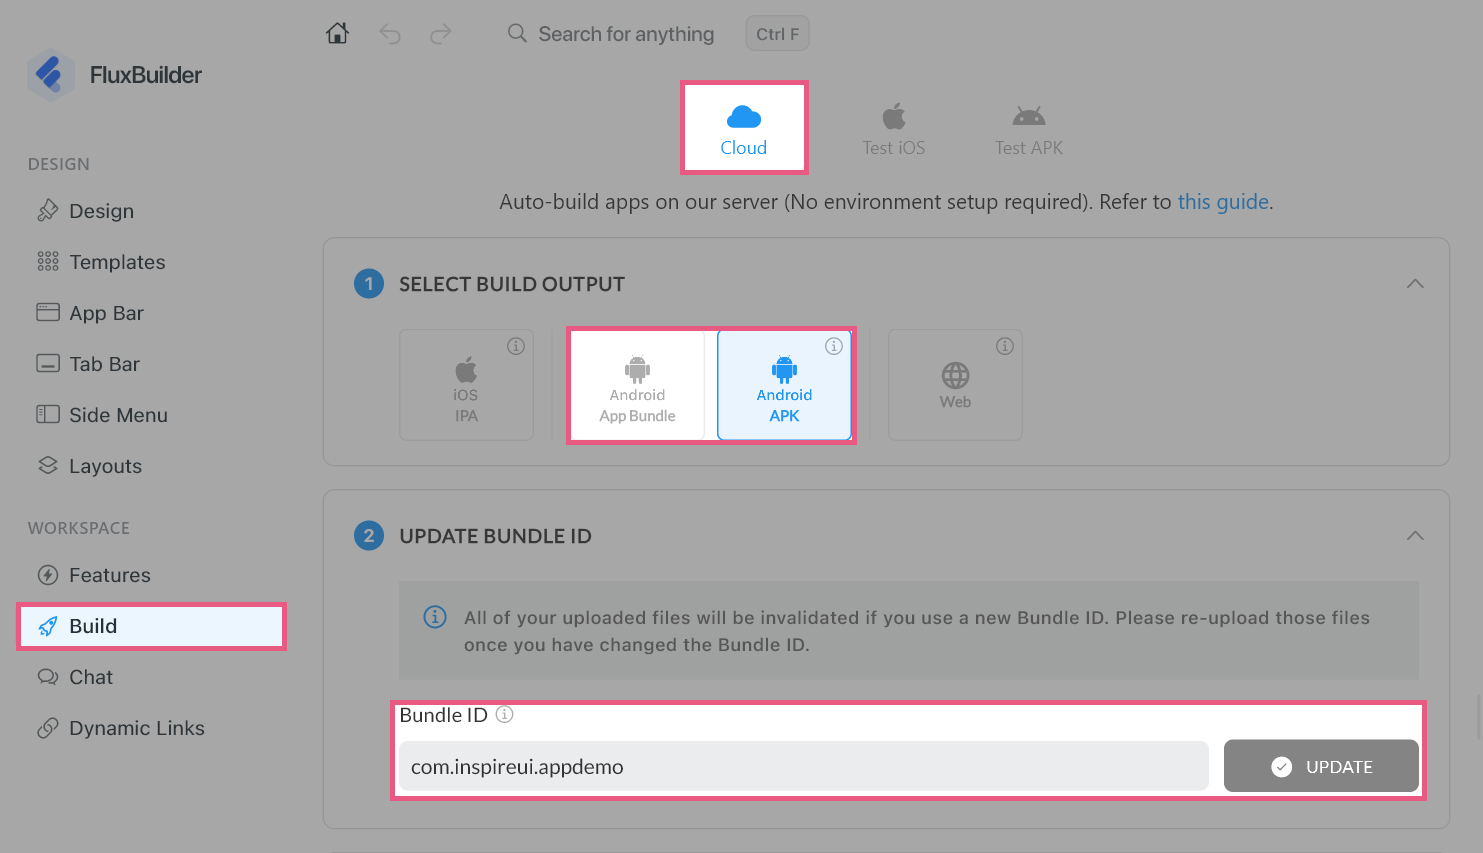 Search for anything
Ctrl F
FluxBuilder
Cloud
Test iOS
Test APK
Auto-build apps on our server (No environment setup required). Refer to this guide.
DESIGN
Design
Templates
App Bar
Tab Bar
Side Menu
Layouts
WORKSPACE
Features
Build
Chat
Dynamic Links
1 SELECT BUILD OUTPUT
iOS
IPA
Android
App Bundle
Android
APK
Web
2 UPDATE BUNDLE ID
All of your uploaded files will be invalidated if you use a new Bundle ID. Please re-upload those files
once you have changed the Bundle ID.
Bundle ID
com.inspireui.appdemo
UPDATE